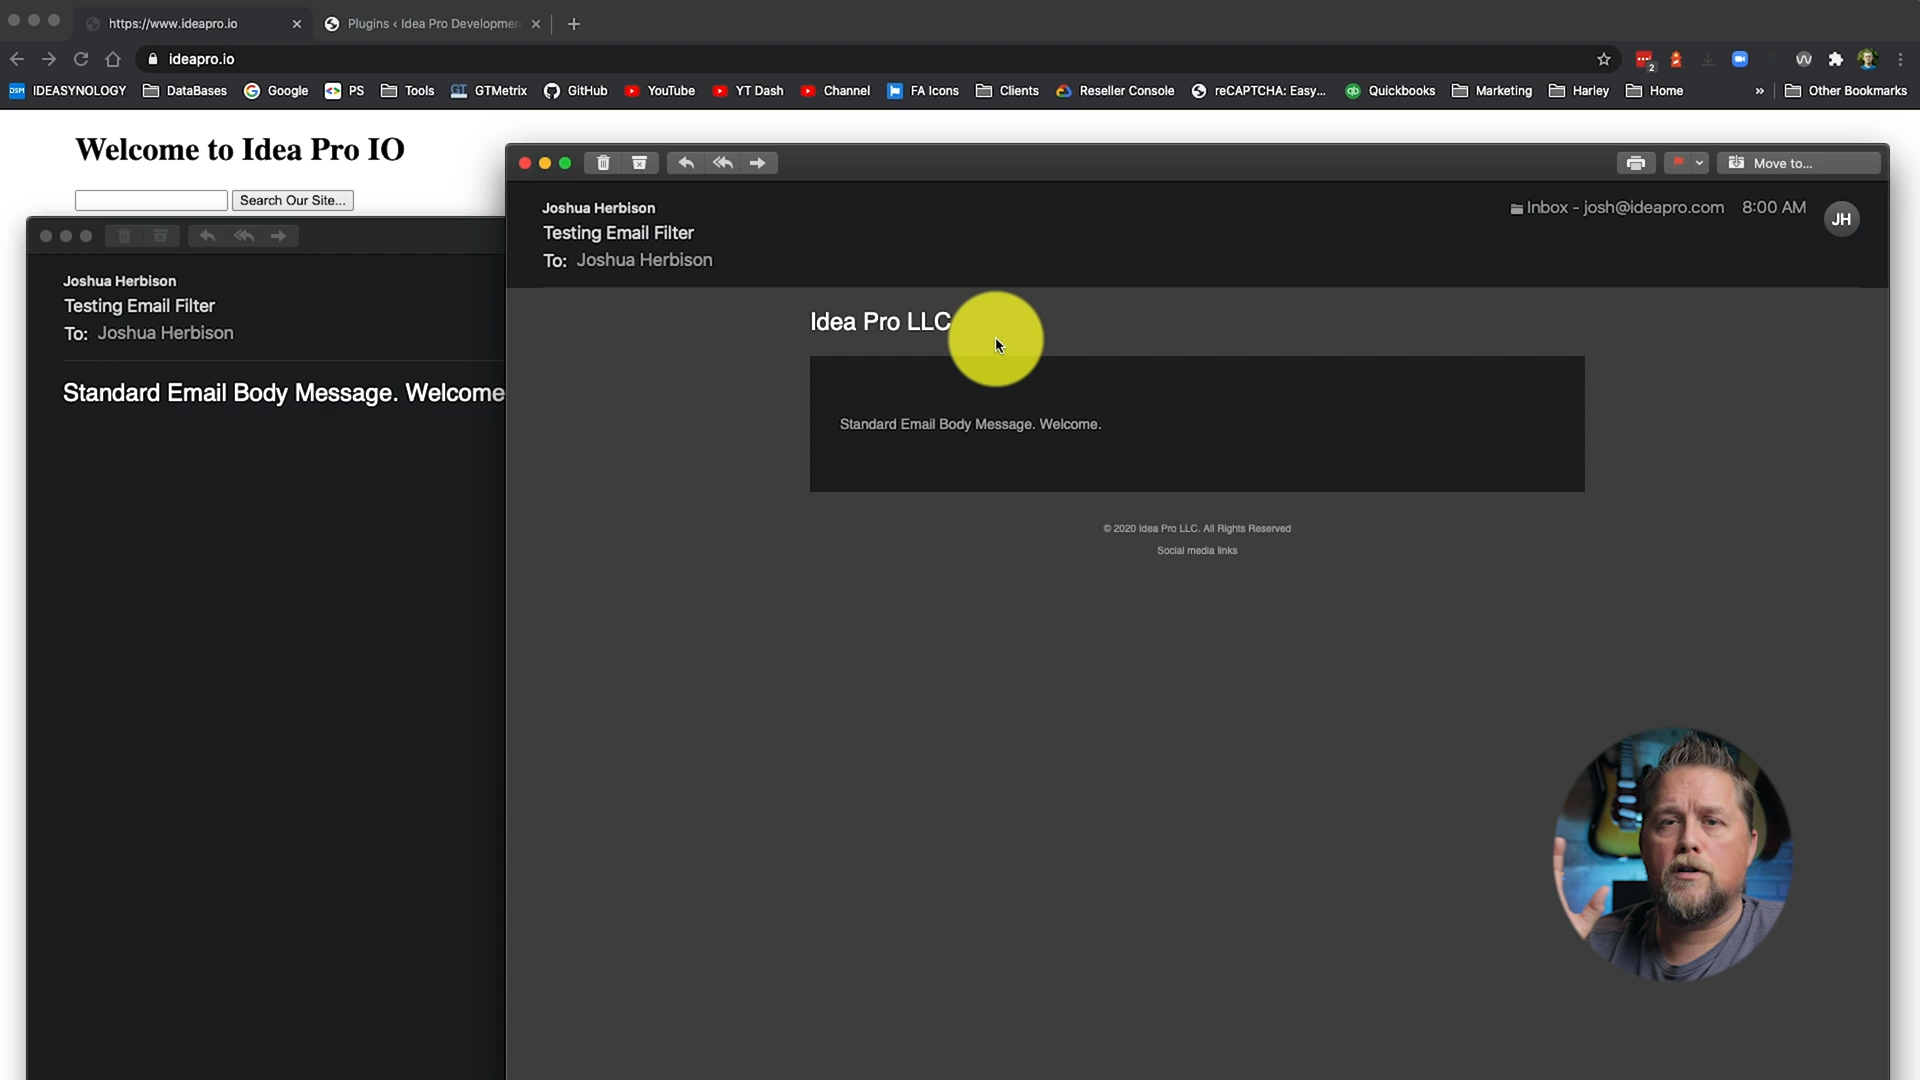 https://www.ideapro.io
Plugins ‹ Idea Pro Developmen
ideapro.io
2
DSM IDEASYNOLOGY DataBases Google PS Tools GT GTMetrix GitHub YouTube YT Dash Channel FA Icons Clients Reseller Console reCAPTCHA: Easy... Quickbooks Marketing Harley Home » Other Bookmarks
Welcome to Idea Pro IO
Search Our Site...
Move to...
Joshua Herbison
Inbox - josh@ideapro.com 8:00 AM
JH
Testing Email Filter
To: Joshua Herbison
Joshua Herbison
Testing Email Filter
To: Joshua Herbison
Standard Email Body Message. Welcome
Idea Pro LLC
Standard Email Body Message. Welcome.
© 2020 Idea Pro LLC. All Rights Reserved
Social media links